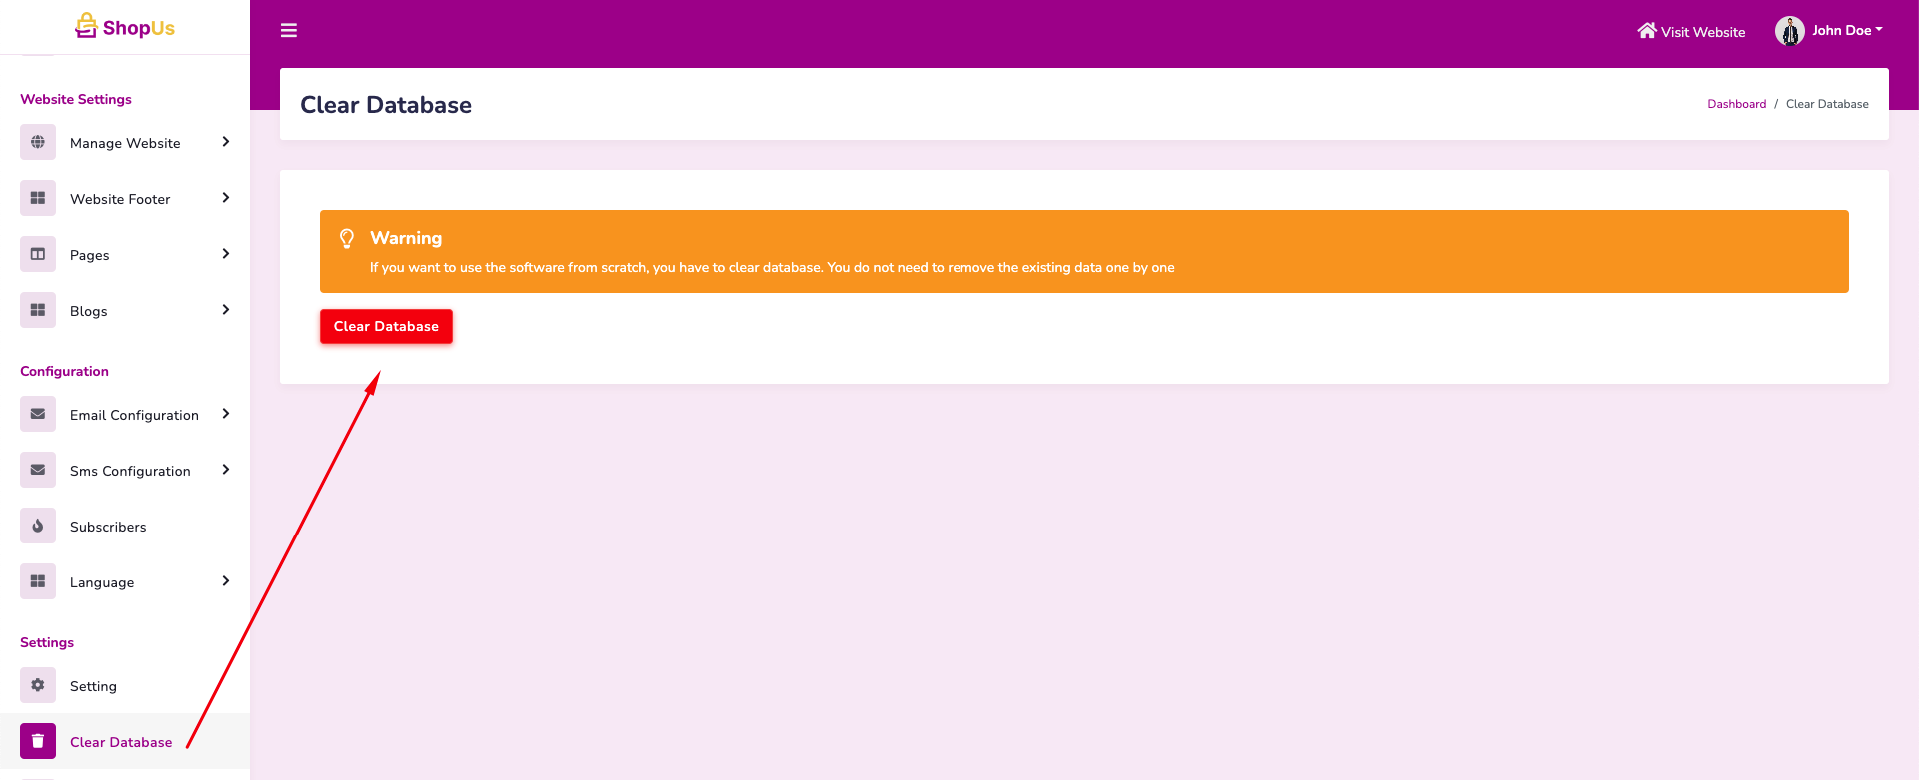 ShopUs
Visit Website
John Doe
Website Settings
Manage Website
Website Footer
Pages
Blogs
Configuration
Email Configuration
Sms Configuration
Subscribers
Language
Settings
Setting
Clear Database
Clear Database
Dashboard / Clear Database
Warning
If you want to use the software from scratch, you have to clear database. You do not need to remove the existing data one by one
Clear Database